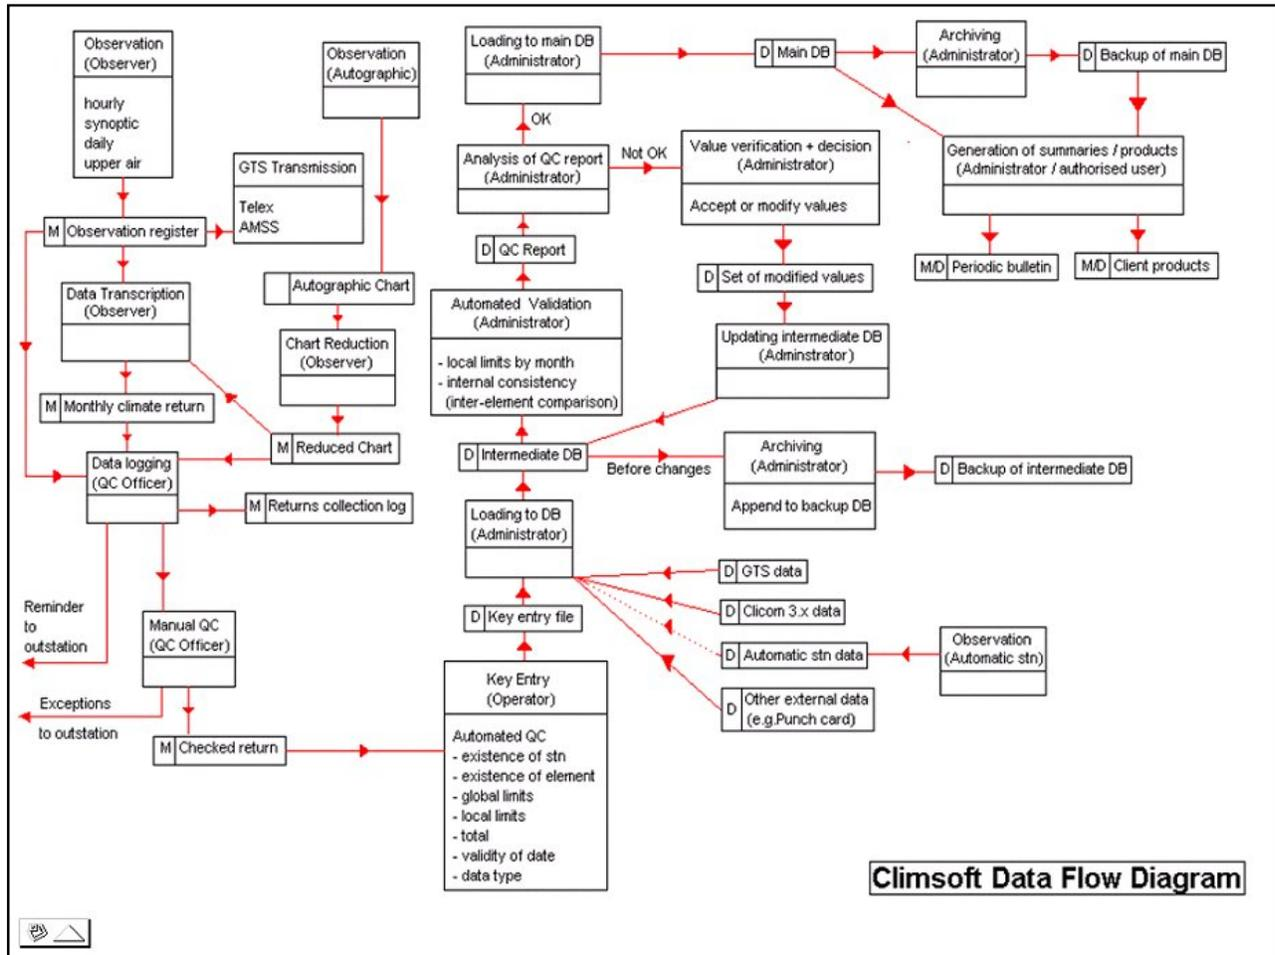 Observation
(Observer)
hourly
synoptic
daily
upper air
Observation
(Autographic)
GTS Transmission
Telex
AMSS
M Observation register
Data Transcription
(Observer)
Autographic Chart
Chart Reduction
(Observer)
M Monthly climate return
M Reduced Chart
Data logging
(QC Officer)
M Returns collection log
Reminder
to
outstation
Manual QC
(QC Officer)
Exceptions
to outstation
M Checked return
Loading to main DB
(Administrator)
OK
Analysis of QC report
(Administrator)
Not OK
D QC Report
Automated Validation
(Administrator)
- local limits by month
- internal consistency
(inter-element comparison)
D Intermediate DB
Before changes
Loading to DB
(Administrator)
D Key entry file
Key Entry
(Operator)
Automated QC
- existence of stn
- existence of element
- global limits
- local limits
- total
- validity of date
- data type
D Main DB
Archiving
(Administrator)
D Backup of main DB
Value verification + decision
(Administrator)
Accept or modify values
Generation of summaries / products
(Administrator / authorised user)
M/D Periodic bulletin
M/D Client products
D Set of modified values
Updating intermediate DB
(Adminstrator)
Archiving
(Administrator)
Append to backup DB
D Backup of intermediate DB
D GTS data
D Clicom 3.x data
D Automatic stn data
Observation
(Automatic stn)
D Other external data
(e.g.Punch card)
Climsoft Data Flow Diagram